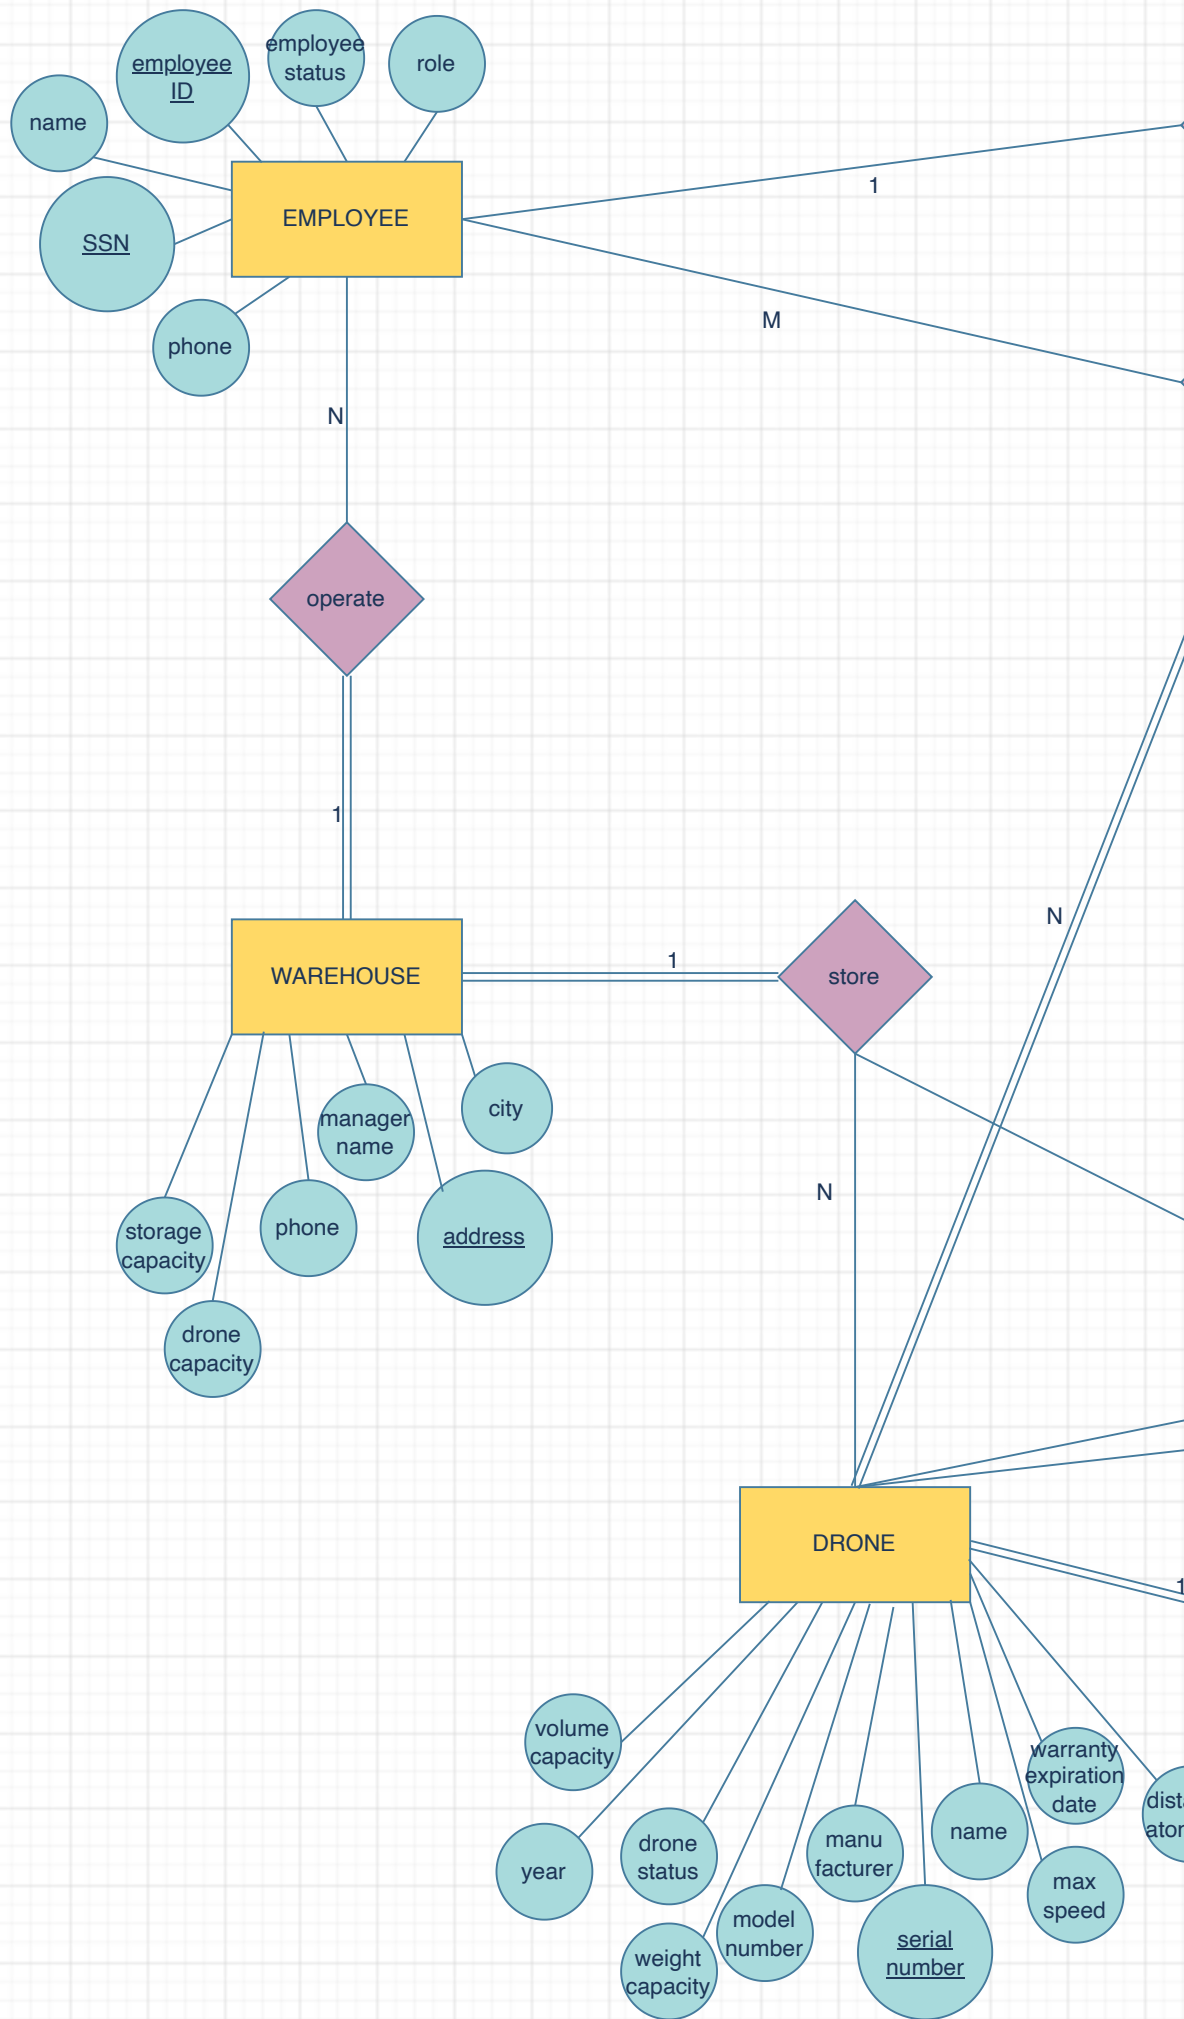 employee
ID
employee
status
role
name
SSN
EMPLOYEE
phone
1
M
N
operate
1
N
WAREHOUSE
1
store
manager
name
city
storage
capacity
phone
address
drone
capacity
N
DRONE
1
volume
capacity
year
drone
status
weight
capacity
model
number
manu
facturer
serial
number
name
warranty
expiration
date
max
speed